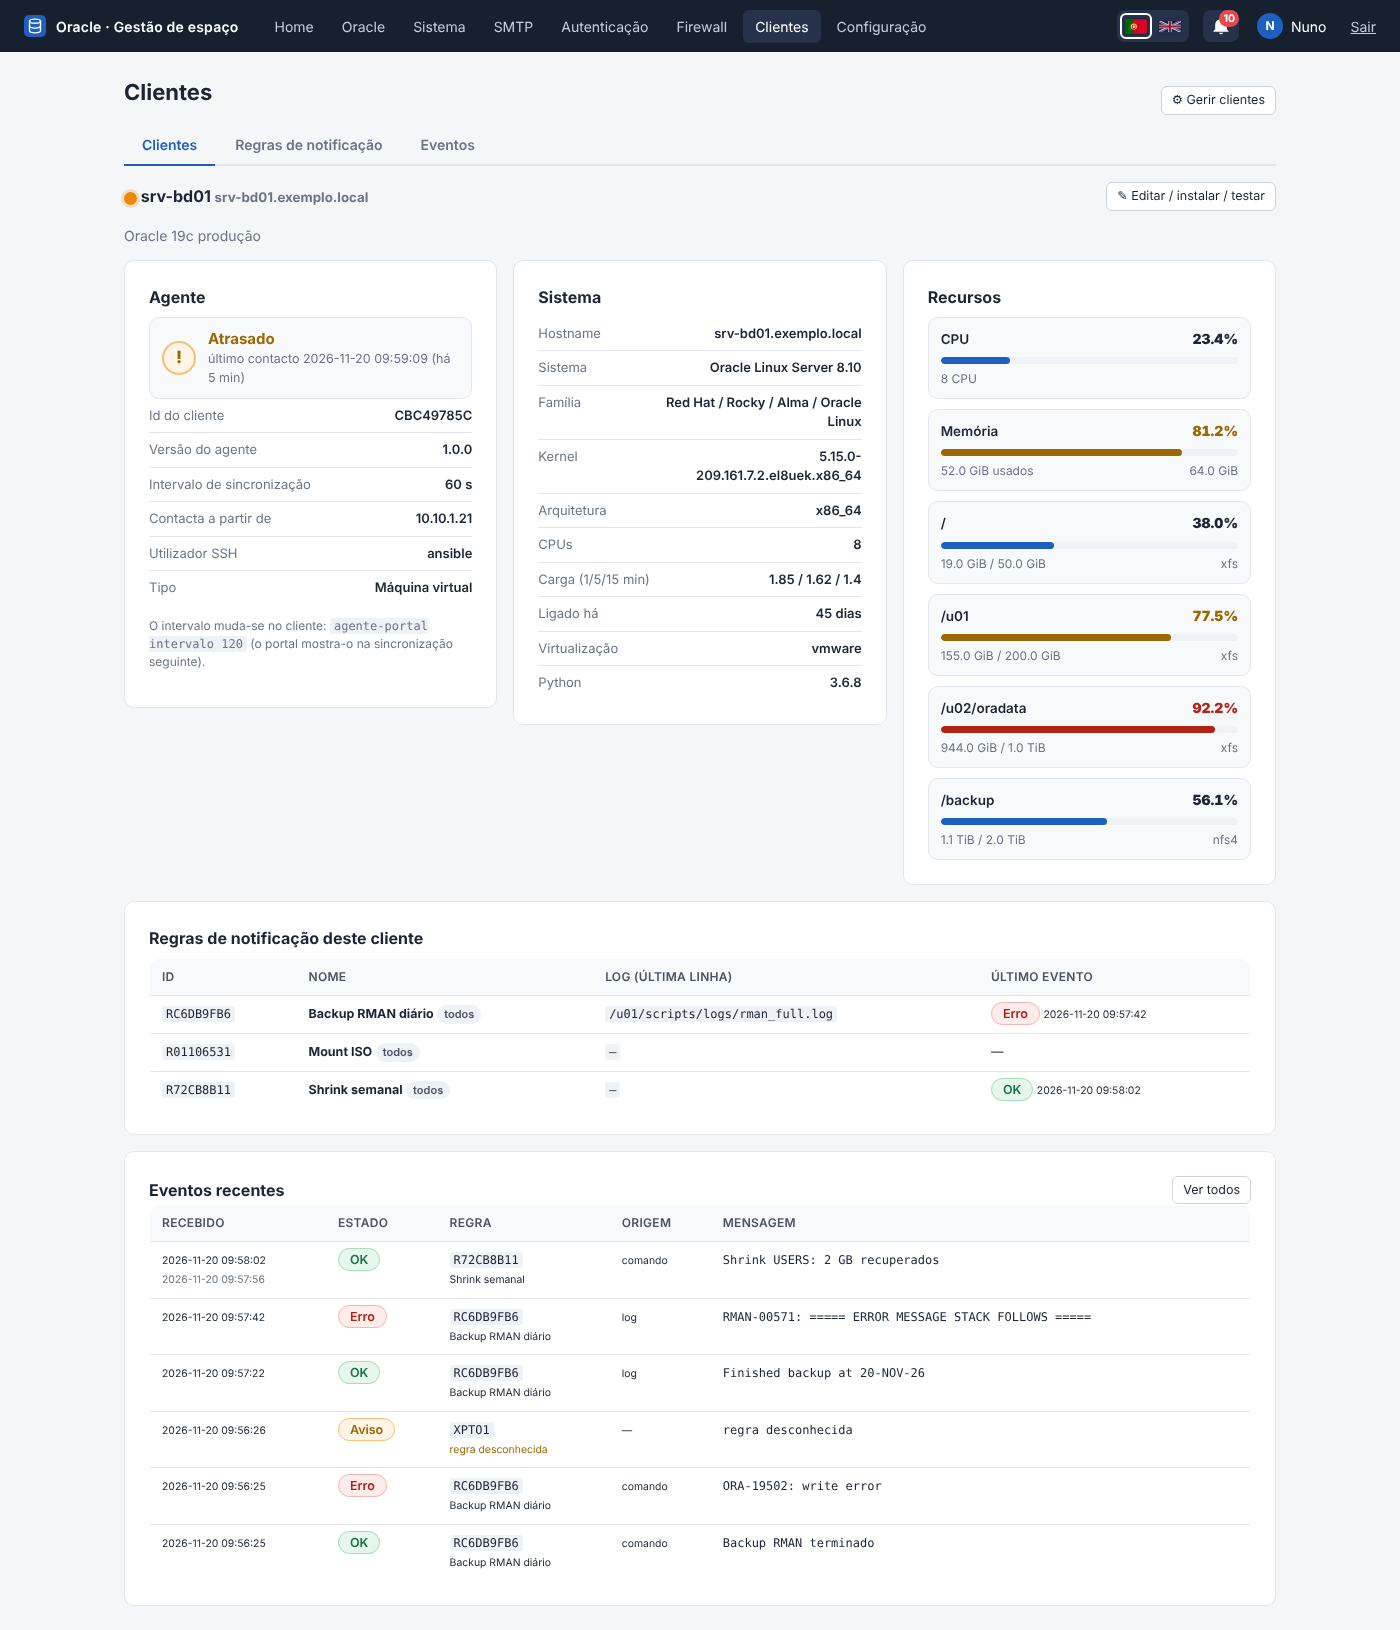 Oracle · Gestão de espaço
Home
Oracle
Sistema
SMTP
Autenticação
Firewall
Clientes
Configuração
10
N
Nuno
Sair
Clientes
⚙ Gerir clientes
Clientes
Regras de notificação
Eventos
srv-bd01 srv-bd01.exemplo.local
✎ Editar / instalar / testar
Oracle 19c produção
Agente
!
Atrasado
último contacto 2026-11-20 09:59:09 (há
5 min)
Id do cliente CBC49785C
Versão do agente 1.0.0
Intervalo de sincronização 60 s
Contacta a partir de 10.10.1.21
Utilizador SSH ansible
Tipo Máquina virtual
O intervalo muda-se no cliente: agente-portal
intervalo 120 (o portal mostra-o na sincronização
seguinte).
Sistema
Hostname srv-bd01.exemplo.local
Sistema Oracle Linux Server 8.10
Família Red Hat / Rocky / Alma / Oracle
Linux
Kernel 5.15.0-
209.161.7.2.el8uek.x86_64
Arquitetura x86_64
CPUs 8
Carga (1/5/15 min) 1.85 / 1.62 / 1.4
Ligado há 45 dias
Virtualização vmware
Python 3.6.8
Recursos
CPU 23.4%
8 CPU
Memória 81.2%
52.0 GiB usados 64.0 GiB
/ 38.0%
19.0 GiB / 50.0 GiB xfs
/u01 77.5%
155.0 GiB / 200.0 GiB xfs
/u02/oradata 92.2%
944.0 GiB / 1.0 TiB xfs
/backup 56.1%
1.1 TiB / 2.0 TiB nfs4
Regras de notificação deste cliente
ID NOME LOG (ÚLTIMA LINHA) ÚLTIMO EVENTO
RC6DB9FB6 Backup RMAN diário todos /u01/scripts/logs/rman_full.log Erro 2026-11-20 09:57:42
R01106531 Mount ISO todos — —
R72CB8B11 Shrink semanal todos — OK 2026-11-20 09:58:02
Eventos recentes
Ver todos
RECEBIDO ESTADO REGRA ORIGEM MENSAGEM
2026-11-20 09:58:02 OK R72CB8B11 comando Shrink USERS: 2 GB recuperados
2026-11-20 09:57:56 Shrink semanal
2026-11-20 09:57:42 Erro RC6DB9FB6 log RMAN-00571: ===== ERROR MESSAGE STACK FOLLOWS =====
Backup RMAN diário
2026-11-20 09:57:22 OK RC6DB9FB6 log Finished backup at 20-NOV-26
Backup RMAN diário
2026-11-20 09:56:26 Aviso XPTO1 — regra desconhecida
regra desconhecida
2026-11-20 09:56:25 Erro RC6DB9FB6 comando ORA-19502: write error
Backup RMAN diário
2026-11-20 09:56:25 OK RC6DB9FB6 comando Backup RMAN terminado
Backup RMAN diário